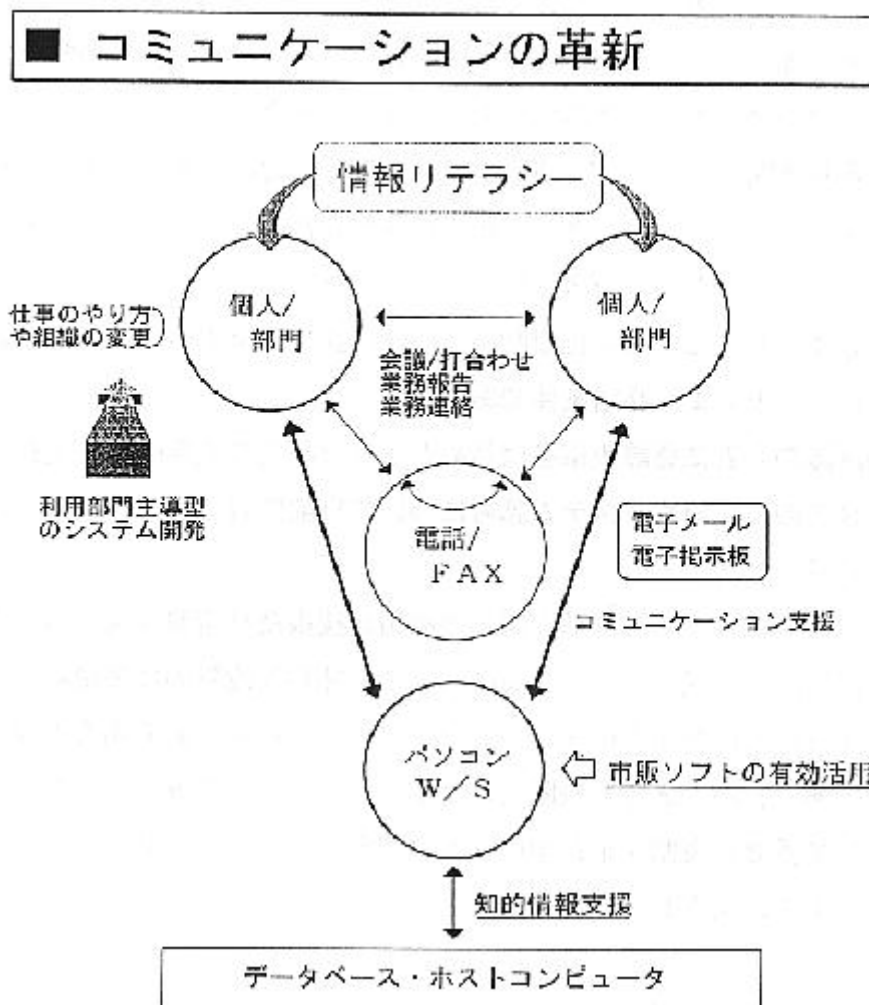 ■ コミュニケーションの革新
情報リテラシー
個人/
部門
個人/
部門
仕事のやり方
や組織の変更
会議/打合わせ
業務報告
業務連絡
利用部門主導型
のシステム開発
電話/
FAX
電子メール
電子掲示板
コミュニケーション支援
パソコン
W/S
市販ソフトの有効活用
知的情報支援
データベース・ホストコンピュータ